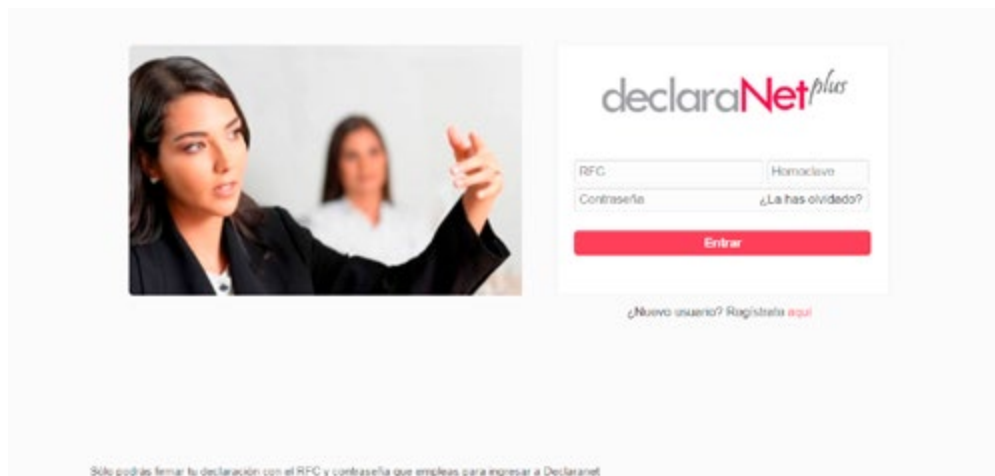 declaraNet plus
RFC Homoclave
Contraseña ¿La has olvidado?
Entrar
¿Nuevo usuario? Regístrate aquí
Sólo podrás firmar tu declaración con el RFC y contraseña que empleas para ingresar a Declaranet